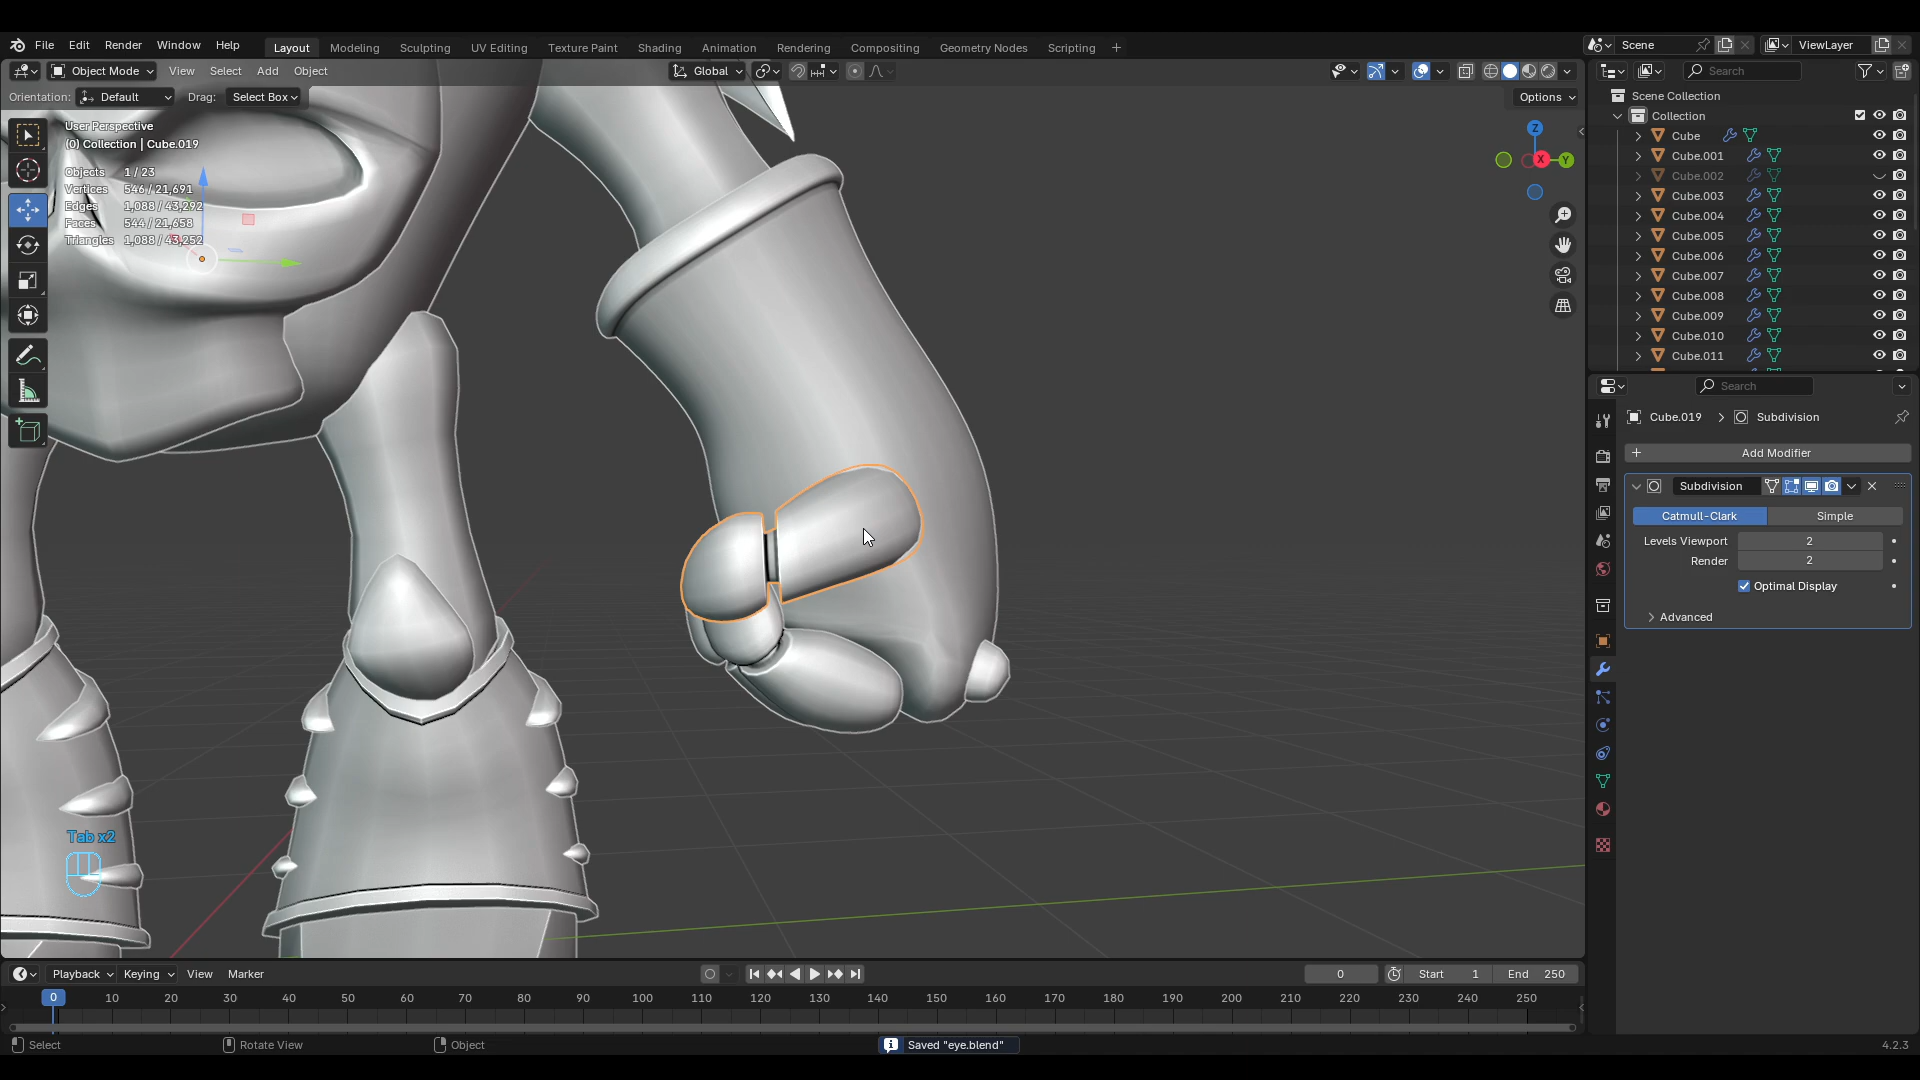 File Edit Render Window Help Layout Modeling Sculpting UV Editing Texture Paint Shading Animation Rendering Compositing Geometry Nodes Scripting Scene ViewLayer
Object Mode View Select Add Object Global Search
Orientation: Default Drag: Select Box Options
Scene Collection
Collection
User Perspective
(0) Collection | Cube.019
Objects 1 / 23
Vertices 546 / 21,691
Edges 1,088 / 43,292
Faces 544 / 21,658
Triangles 1,088 / 43,252
Z
X
Y
Cube
Cube.001
Cube.002
Cube.003
Cube.004
Cube.005
Cube.006
Cube.007
Cube.008
Cube.009
Cube.010
Cube.011
Search
Cube.019 Subdivision
Add Modifier
Subdivision
Catmull-Clark Simple
Levels Viewport 2
Render 2
Optimal Display
Advanced
Tab x2
Playback Keying View Marker 0 Start 1 End 250
0 10 20 30 40 50 60 70 80 90 100 110 120 130 140 150 160 170 180 190 200 210 220 230 240 250
Select Rotate View Object Saved "eye.blend" 4.2.3